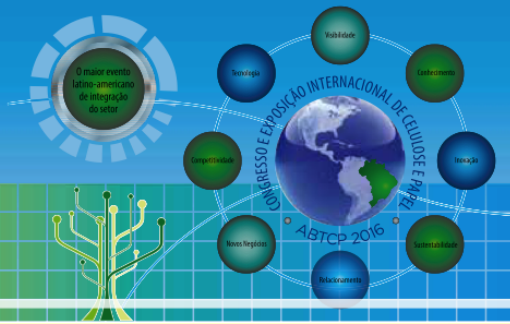 O maior evento
latino-americano
de integração
do setor
Visibilidade
Tecnologia
Conhecimento
CONGRESSO E EXPOSIÇÃO INTERNACIONAL DE CELULOSE E PAPEL
Competitividade
Inovação
ABTCP 2016
Novos Negócios
Sustentabilidade
Relacionamento